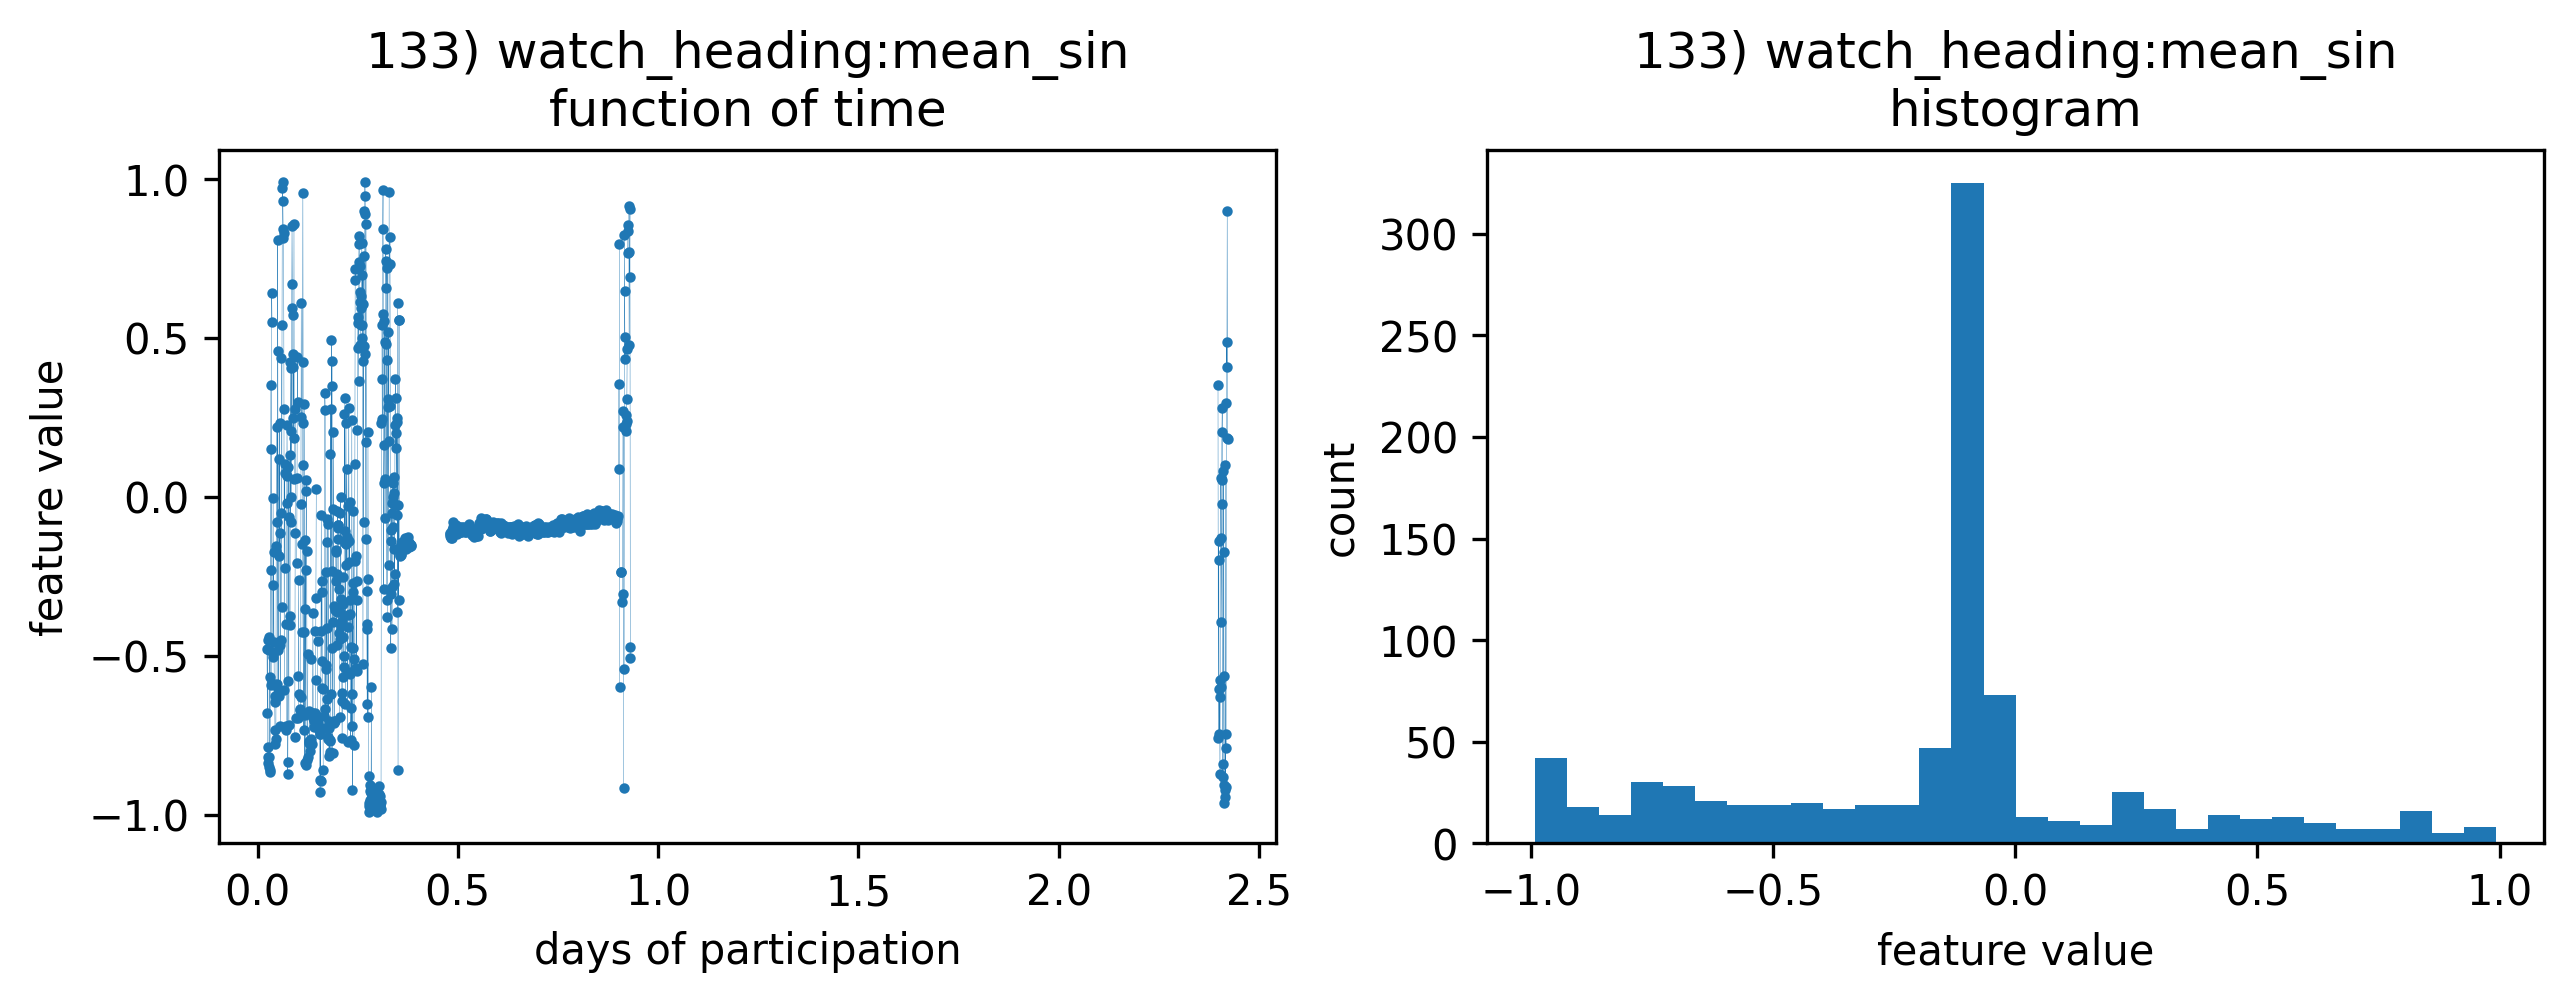 133) watch_heading:mean_sin
function of time
1.0
0.5
0.0
−0.5
−1.0
feature value
0.0
0.5
1.0
1.5
2.0
2.5
days of participation
133) watch_heading:mean_sin
histogram
300
250
200
150
100
50
0
count
−1.0
−0.5
0.0
0.5
1.0
feature value